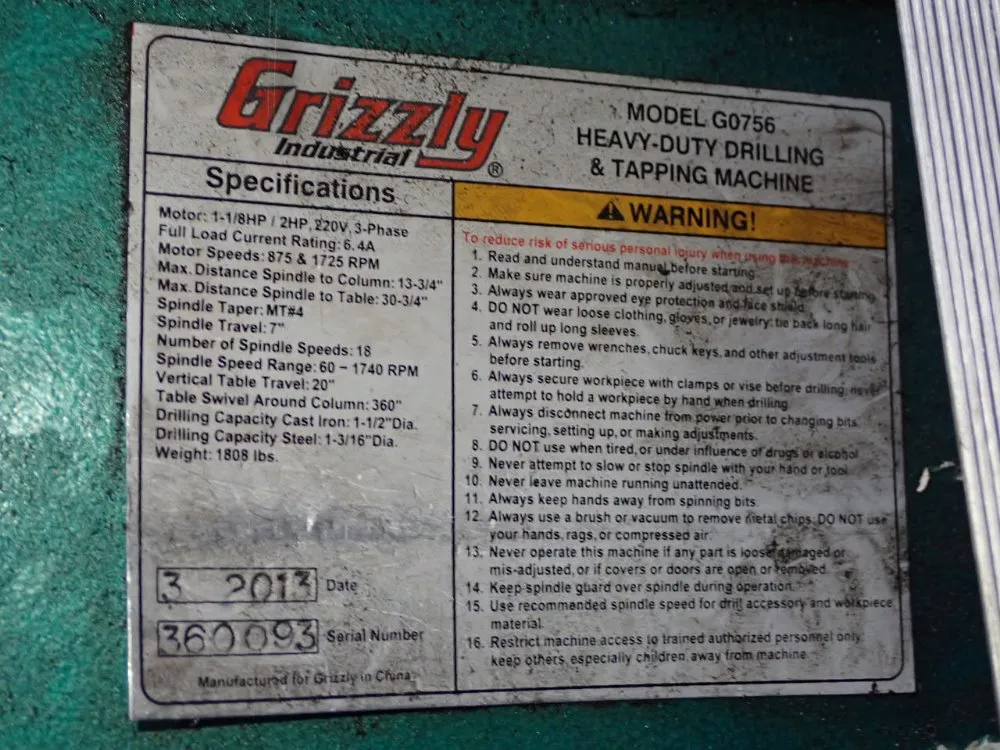 Grizzly
Industrial ®
MODEL G0756
HEAVY-DUTY DRILLING
& TAPPING MACHINE
Specifications
Motor: 1-1/8HP / 2HP, 220V, 3-Phase
Full Load Current Rating: 6.4A
Motor Speeds: 875 & 1725 RPM
Max. Distance Spindle to Column: 13-3/4"
Max. Distance Spindle to Table: 30-3/4"
Spindle Taper: MT#4
Spindle Travel: 7"
Number of Spindle Speeds: 18
Spindle Speed Range: 60 – 1740 RPM
Vertical Table Travel: 20"
Table Swivel Around Column: 360"
Drilling Capacity Cast Iron: 1-1/2"Dia.
Drilling Capacity Steel: 1-3/16"Dia.
Weight: 1808 lbs.
3 2013 Date
360093 Serial Number
Manufactured for Grizzly in China
WARNING!
To reduce risk of serious personal injury when using this machine
1. Read and understand manual before starting.
2. Make sure machine is properly adjusted and set up before starting
3. Always wear approved eye protection and face shield.
4. DO NOT wear loose clothing, gloves, or jewelry: tie back long hair
and roll up long sleeves.
5. Always remove wrenches, chuck keys, and other adjustment tools
before starting.
6. Always secure workpiece with clamps or vise before drilling; never
attempt to hold a workpiece by hand when drilling.
7. Always disconnect machine from power prior to changing bits
servicing, setting up, or making adjustments.
8. DO NOT use when tired, or under influence of drugs or alcohol
9. Never attempt to slow or stop spindle with your hand or tool
10. Never leave machine running unattended.
11. Always keep hands away from spinning bits.
12. Always use a brush or vacuum to remove metal chips; DO NOT use
your hands, rags, or compressed air.
13. Never operate this machine if any part is loose damaged or
mis-adjusted, or if covers or doors are open or removed.
14. Keep spindle guard over spindle during operation.
15. Use recommended spindle speed for drill accessory and workpiece
material.
16. Restrict machine access to trained authorized personnel only
keep others, especially children, away from machine.